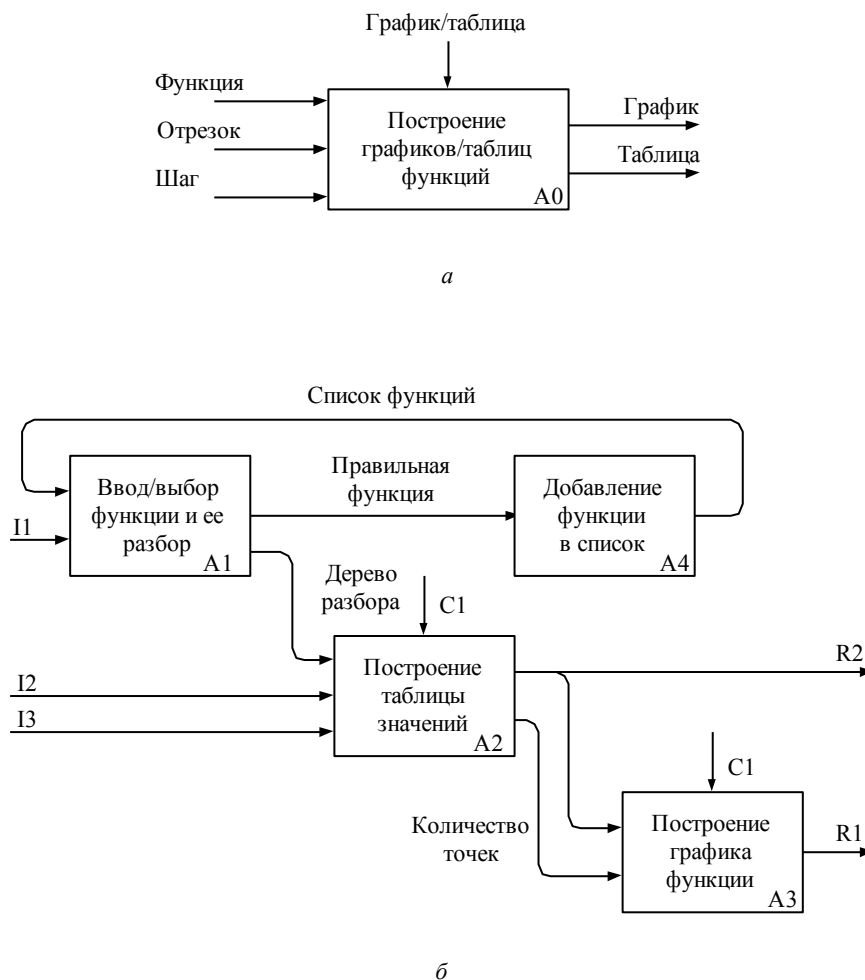 График/таблица
Функция
Отрезок
Шаг
Построение
графиков/таблиц
функций
A0
График
Таблица
а
Список функций
I1
Ввод/выбор
функции и ее
разбор
A1
Правильная
функция
Добавление
функции
в список
A4
Дерево
разбора
C1
I2
I3
Построение
таблицы
значений
A2
R2
C1
Количество
точек
Построение
графика
функции
A3
R1
б